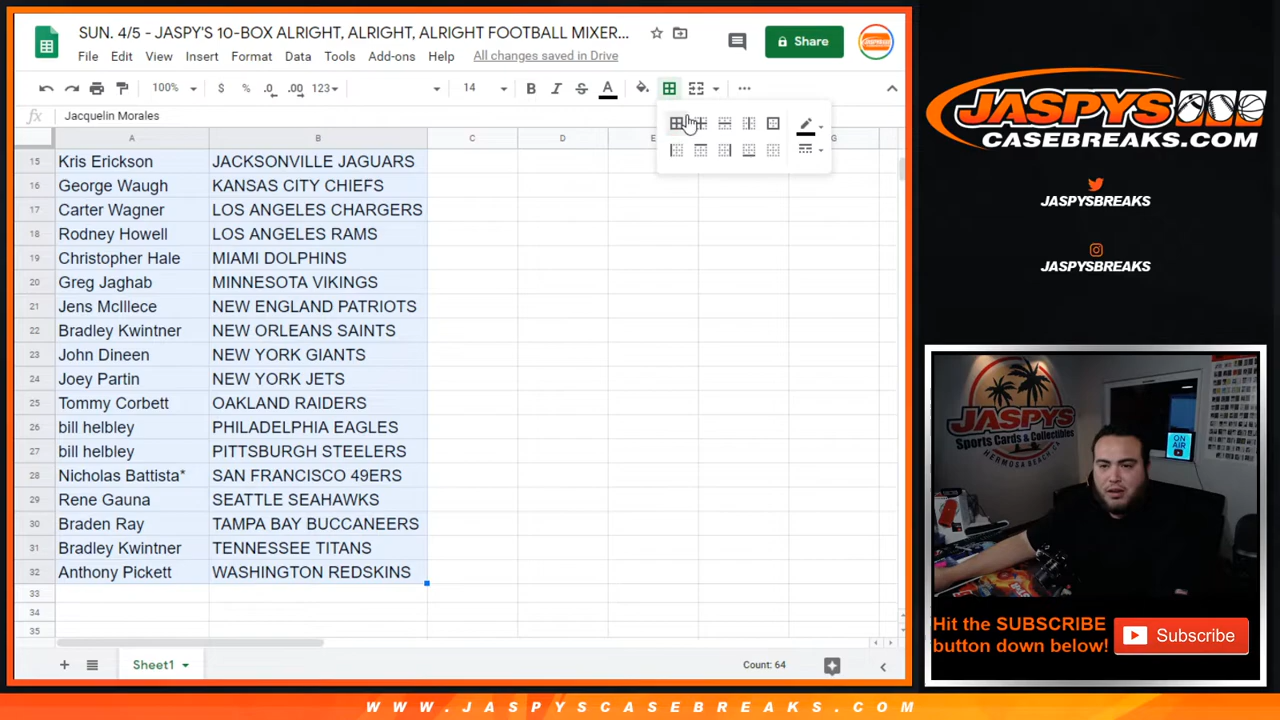 SUN. 4/5 - JASPY'S 10-BOX ALRIGHT, ALRIGHT, ALRIGHT FOOTBALL MIXER...
File Edit View Insert Format Data Tools Add-ons Help All changes saved in Drive
Share
100% $ % .0 .00 123 14 B I S A
fx Jacquelin Morales
A B C D E G
15 Kris Erickson JACKSONVILLE JAGUARS
16 George Waugh KANSAS CITY CHIEFS
17 Carter Wagner LOS ANGELES CHARGERS
18 Rodney Howell LOS ANGELES RAMS
19 Christopher Hale MIAMI DOLPHINS
20 Greg Jaghab MINNESOTA VIKINGS
21 Jens McIllece NEW ENGLAND PATRIOTS
22 Bradley Kwintner NEW ORLEANS SAINTS
23 John Dineen NEW YORK GIANTS
24 Joey Partin NEW YORK JETS
25 Tommy Corbett OAKLAND RAIDERS
26 bill helbley PHILADELPHIA EAGLES
27 bill helbley PITTSBURGH STEELERS
28 Nicholas Battista* SAN FRANCISCO 49ERS
29 Rene Gauna SEATTLE SEAHAWKS
30 Braden Ray TAMPA BAY BUCCANEERS
31 Bradley Kwintner TENNESSEE TITANS
32 Anthony Pickett WASHINGTON REDSKINS
33
34
35
Sheet1
Count: 64
JASPYS
CASEBREAKS.COM
JASPYSBREAKS
JASPYSBREAKS
JASPYS
Sports Cards & Collectibles
HERMOSA BEACH, CA
ON
AIR
Hit the SUBSCRIBE
button down below!
Subscribe
WWW.JASPYSCASEBREAKS.COM